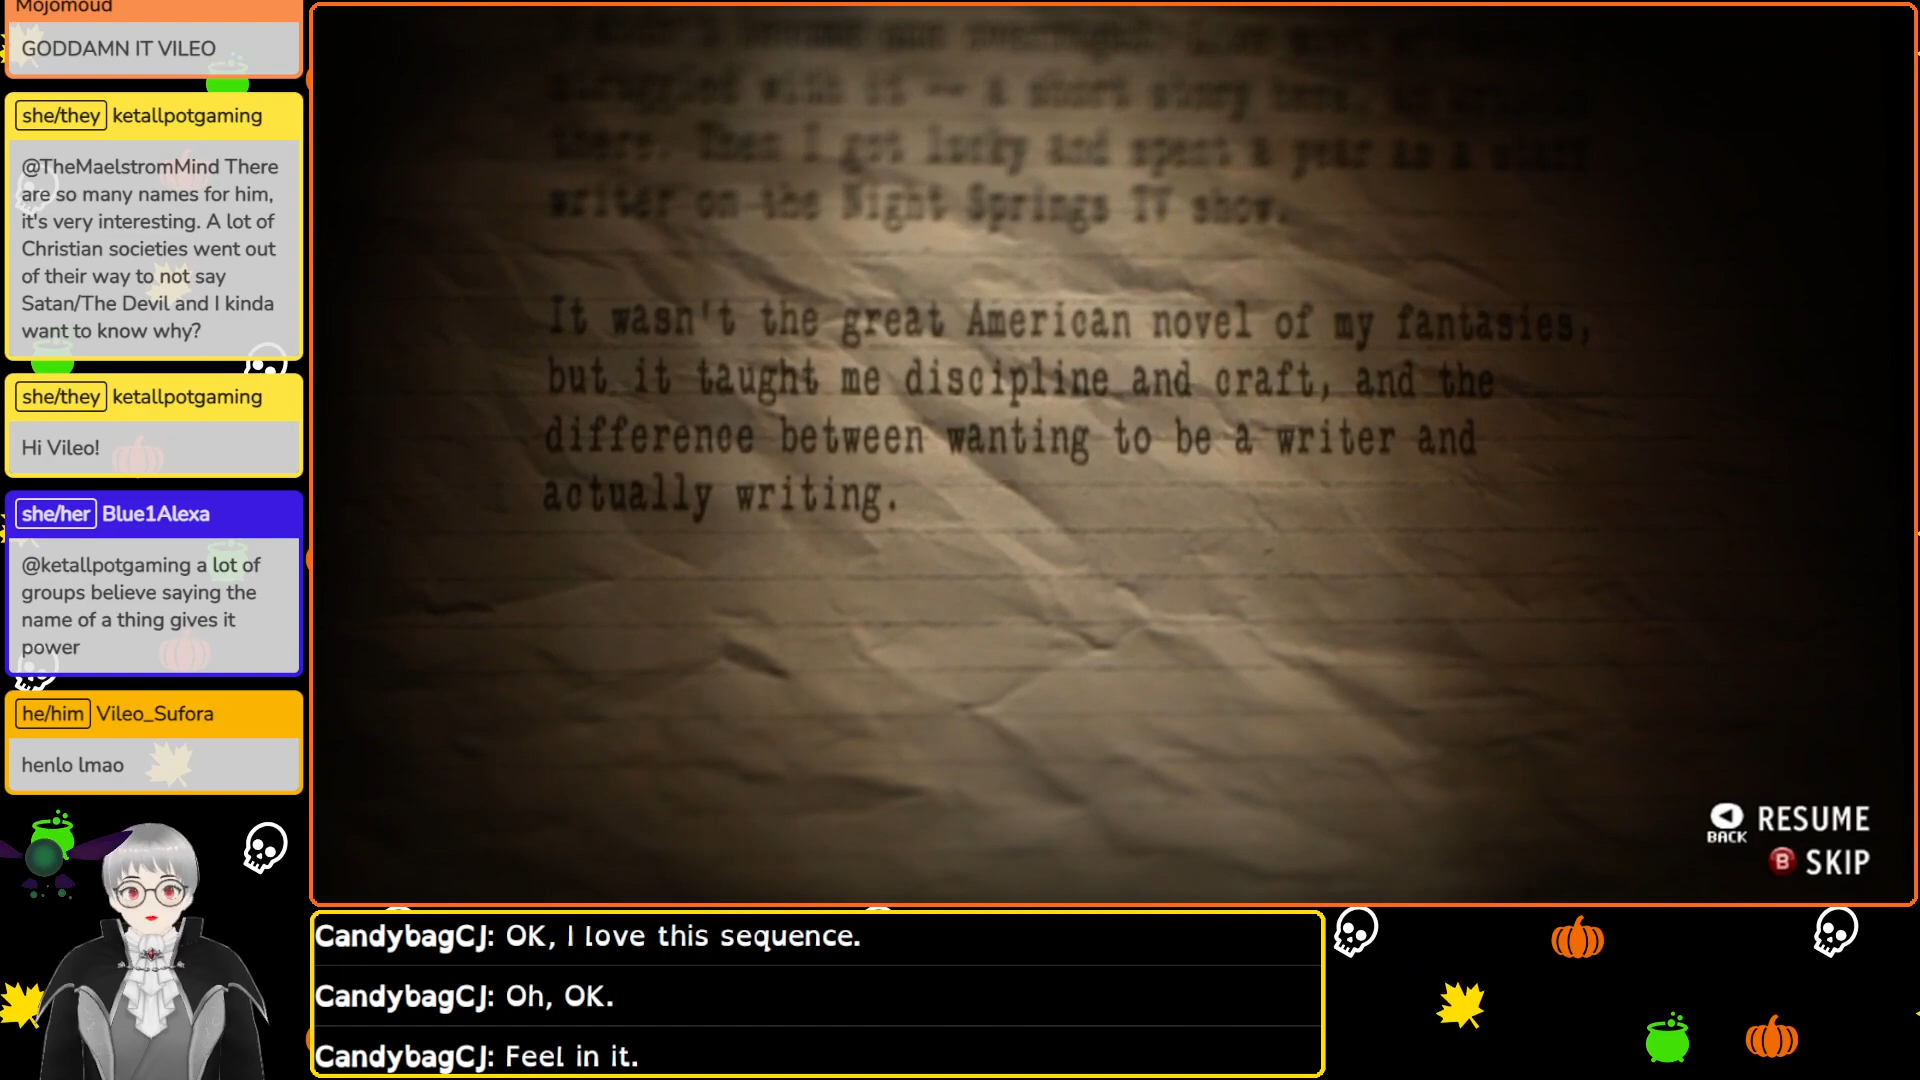 Mojomoud
GODDAMN IT VILEO
she/they ketallpotgaming
@TheMaelstromMind There
are so many names for him,
it's very interesting. A lot of
Christian societies went out
of their way to not say
Satan/The Devil and I kinda
want to know why?
she/they ketallpotgaming
Hi Vileo!
she/her Blue1Alexa
@ketallpotgaming a lot of
groups believe saying the
name of a thing gives it
power
he/him Vileo_Sufora
henlo lmao
struggled with it -- a short story here,
there. Then I got lucky and spent a year as a staff
writer on the Night Springs TV show.
It wasn't the great American novel of my fantasies,
but it taught me discipline and craft, and the
difference between wanting to be a writer and
actually writing.
BACK RESUME
B SKIP
CandybagCJ: OK, I love this sequence.
CandybagCJ: Oh, OK.
CandybagCJ: Feel in it.